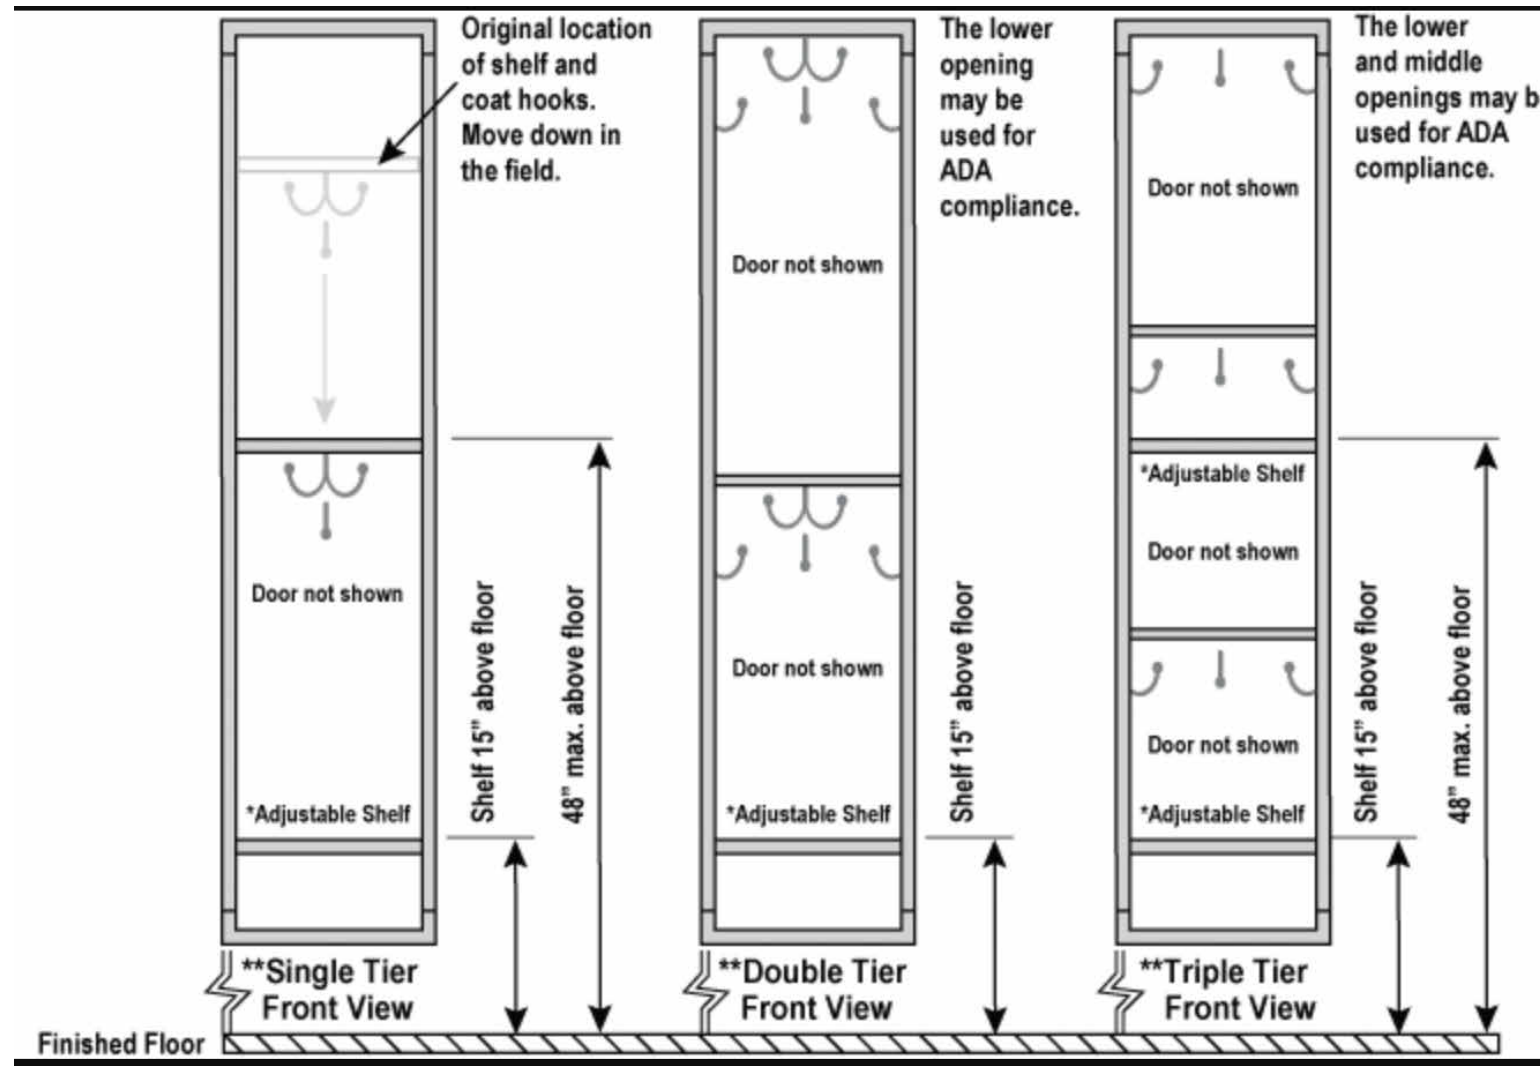 Original location
of shelf and
coat hooks.
Move down in
the field.
Door not shown
*Adjustable Shelf
Shelf 15” above floor
48” max. above floor
**Single Tier
Front View
The lower
opening
may be
used for
ADA
compliance.
Door not shown
Door not shown
*Adjustable Shelf
Shelf 15” above floor
**Double Tier
Front View
The lower
and middle
openings may b
used for ADA
compliance.
Door not shown
*Adjustable Shelf
Door not shown
Door not shown
*Adjustable Shelf
Shelf 15” above floor
48” max. above floor
**Triple Tier
Front View
Finished Floor